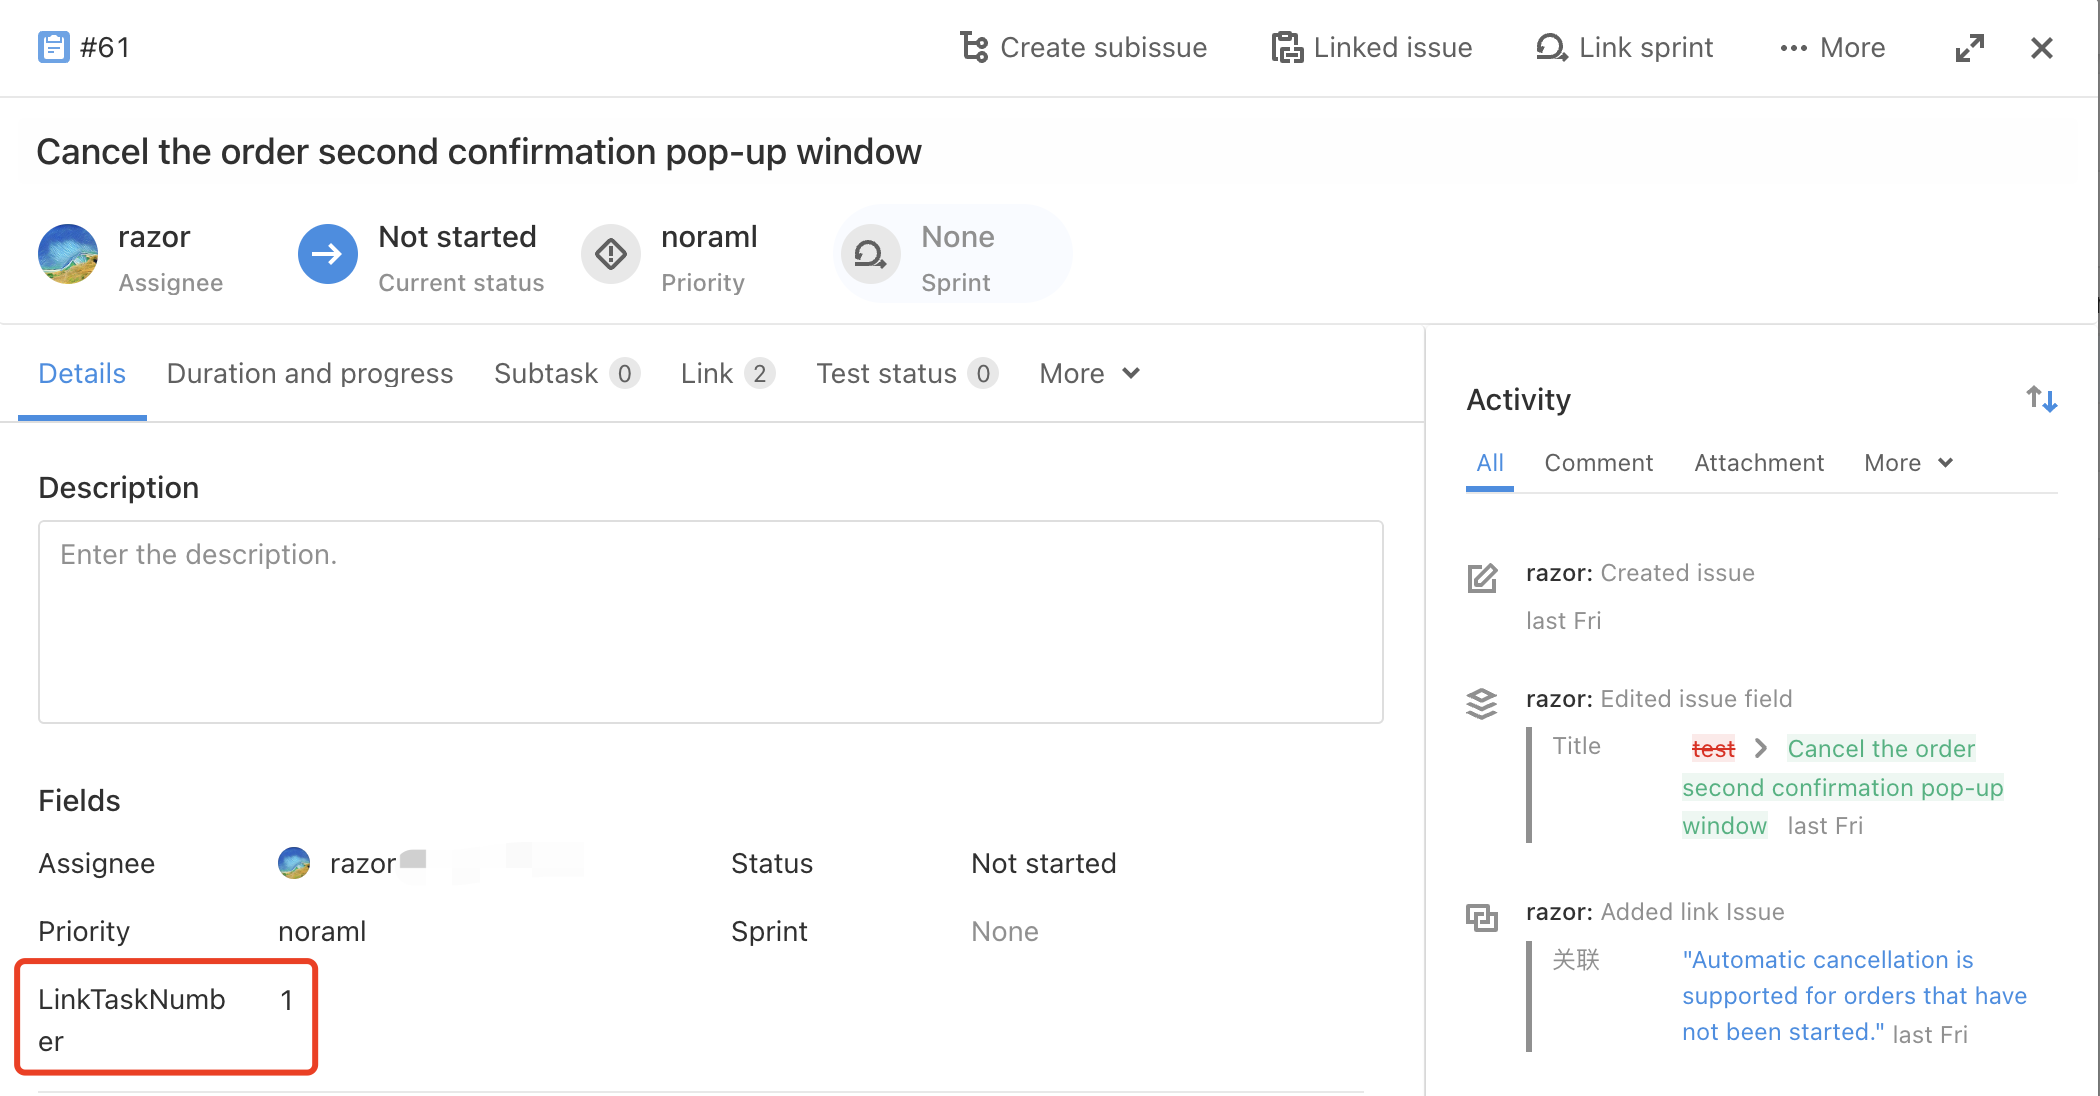 #61
Create subissue
Linked issue
Link sprint
More
Cancel the order second confirmation pop-up window
razor
Assignee
Not started
Current status
noraml
Priority
None
Sprint
Details
Duration and progress
Subtask 0
Link 2
Test status 0
More
Description
Enter the description.
Fields
Assignee
razor
Status
Not started
Priority
noraml
Sprint
None
LinkTaskNumb
er
1
Activity
All
Comment
Attachment
More
razor: Created issue
last Fri
razor: Edited issue field
Title
test > Cancel the order
second confirmation pop-up
window last Fri
razor: Added link Issue
关联
"Automatic cancellation is
supported for orders that have
not been started." last Fri